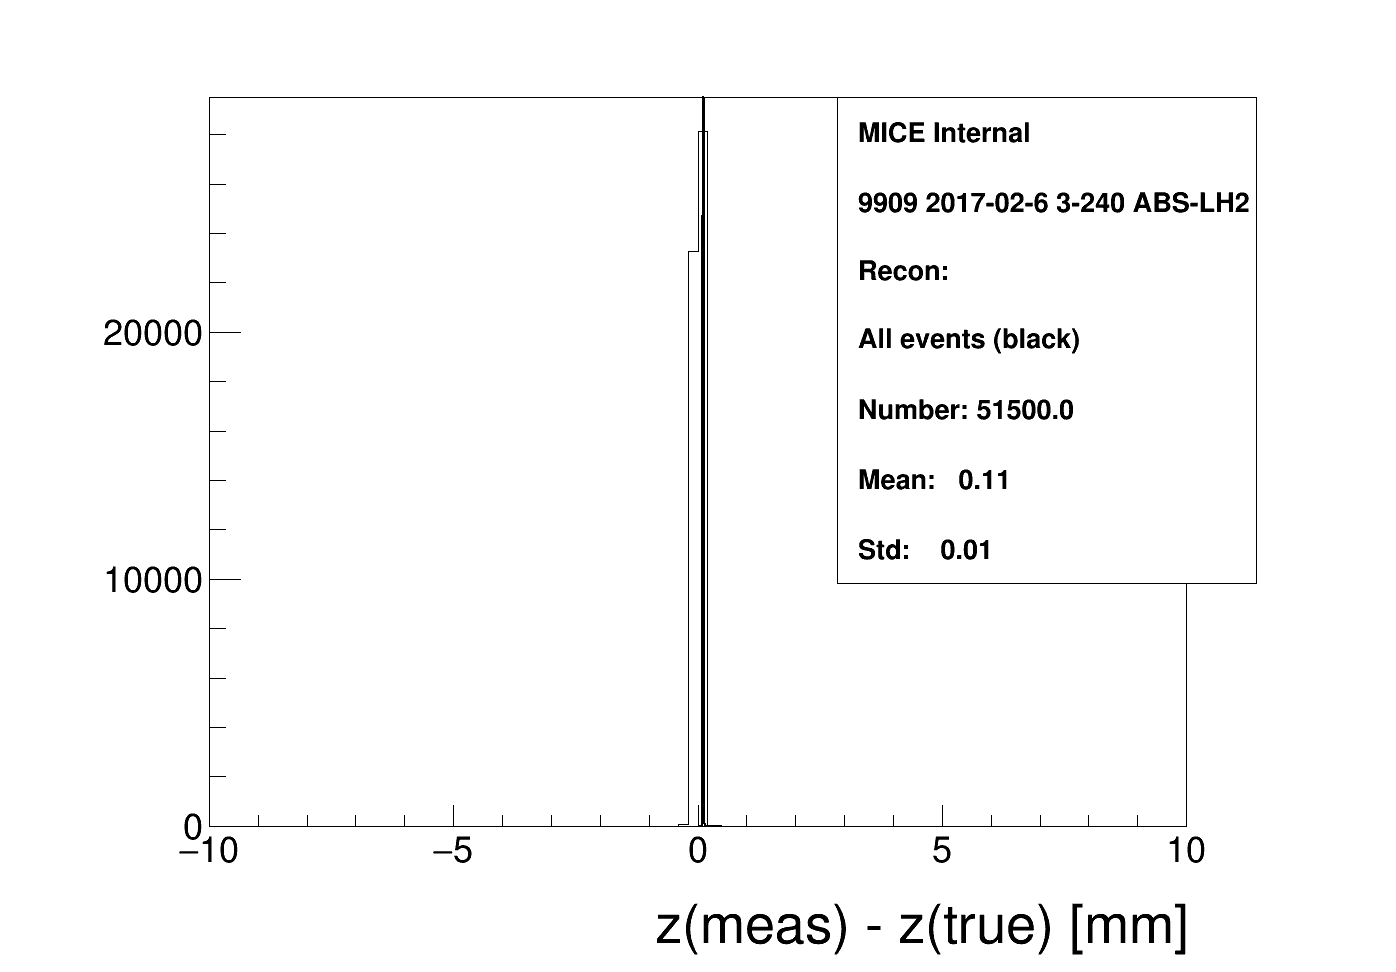 MICE Internal
9909 2017-02-6 3-240 ABS-LH2
Recon:
All events (black)
Number: 51500.0
Mean: 0.11
Std: 0.01
20000
10000
0
−10 −5 0 5 10
z(meas) - z(true) [mm]